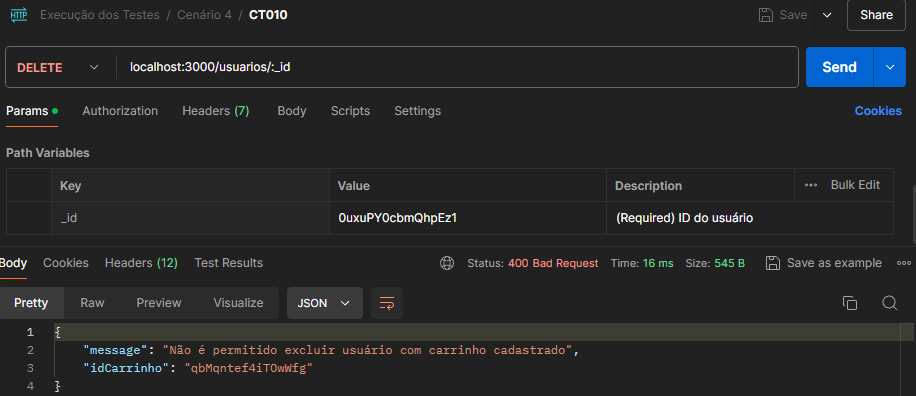 HTTP Execução dos Testes / Cenário 4 / CT010 Save Share
DELETE localhost:3000/usuarios/:_id Send
Params Authorization Headers (7) Body Scripts Settings Cookies
Path Variables
Key Value Description ••• Bulk Edit
_id 0uxuPY0cbmQhpEz1 (Required) ID do usuário
Body Cookies Headers (12) Test Results Status: 400 Bad Request Time: 16 ms Size: 545 B Save as example
Pretty Raw Preview Visualize JSON
1 {
2 "message": "Não é permitido excluir usuário com carrinho cadastrado",
3 "idCarrinho": "qbMqntef4iTOwWfg"
4 }